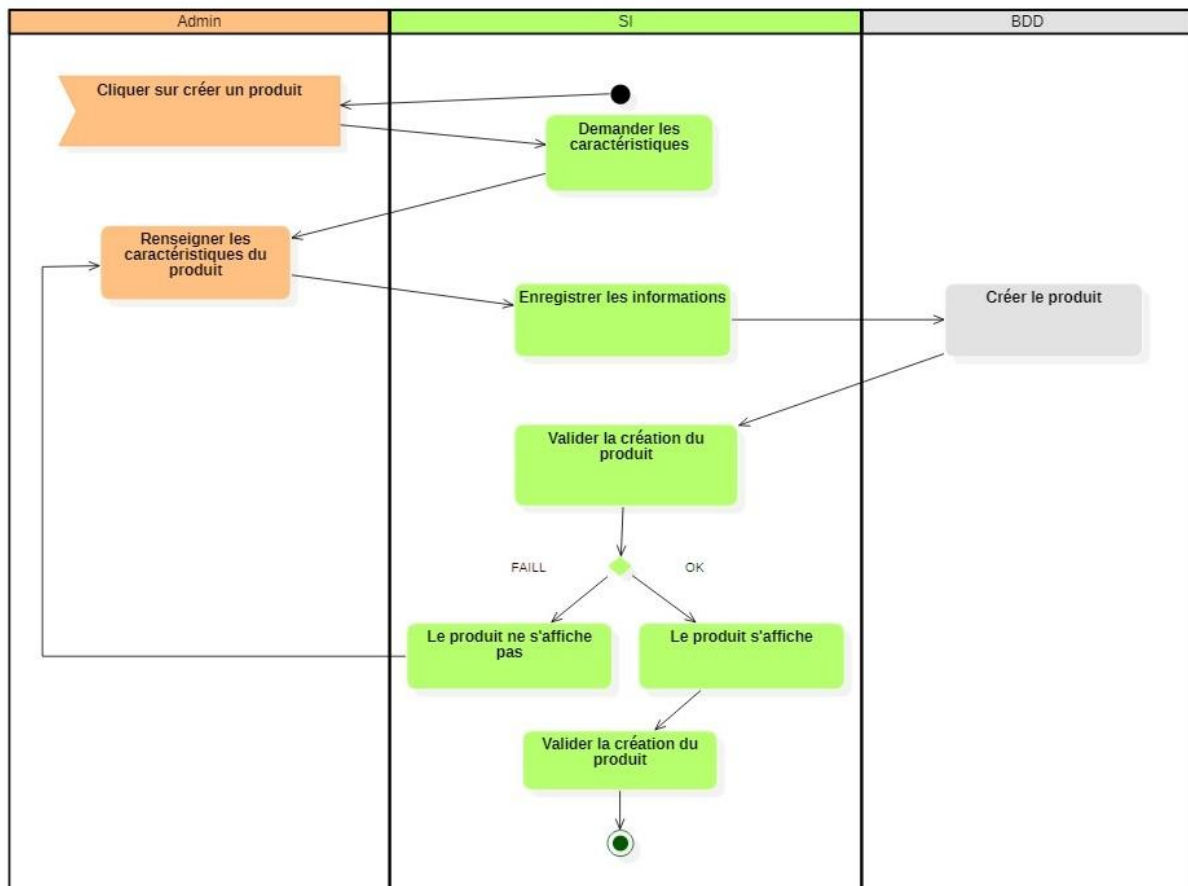 Admin
SI
BDD
Cliquer sur créer un produit
Demander les
caractéristiques
Renseigner les
caractéristiques du
produit
Enregistrer les informations
Créer le produit
Valider la création du
produit
FAILL
OK
Le produit ne s'affiche
pas
Le produit s'affiche
Valider la création du
produit